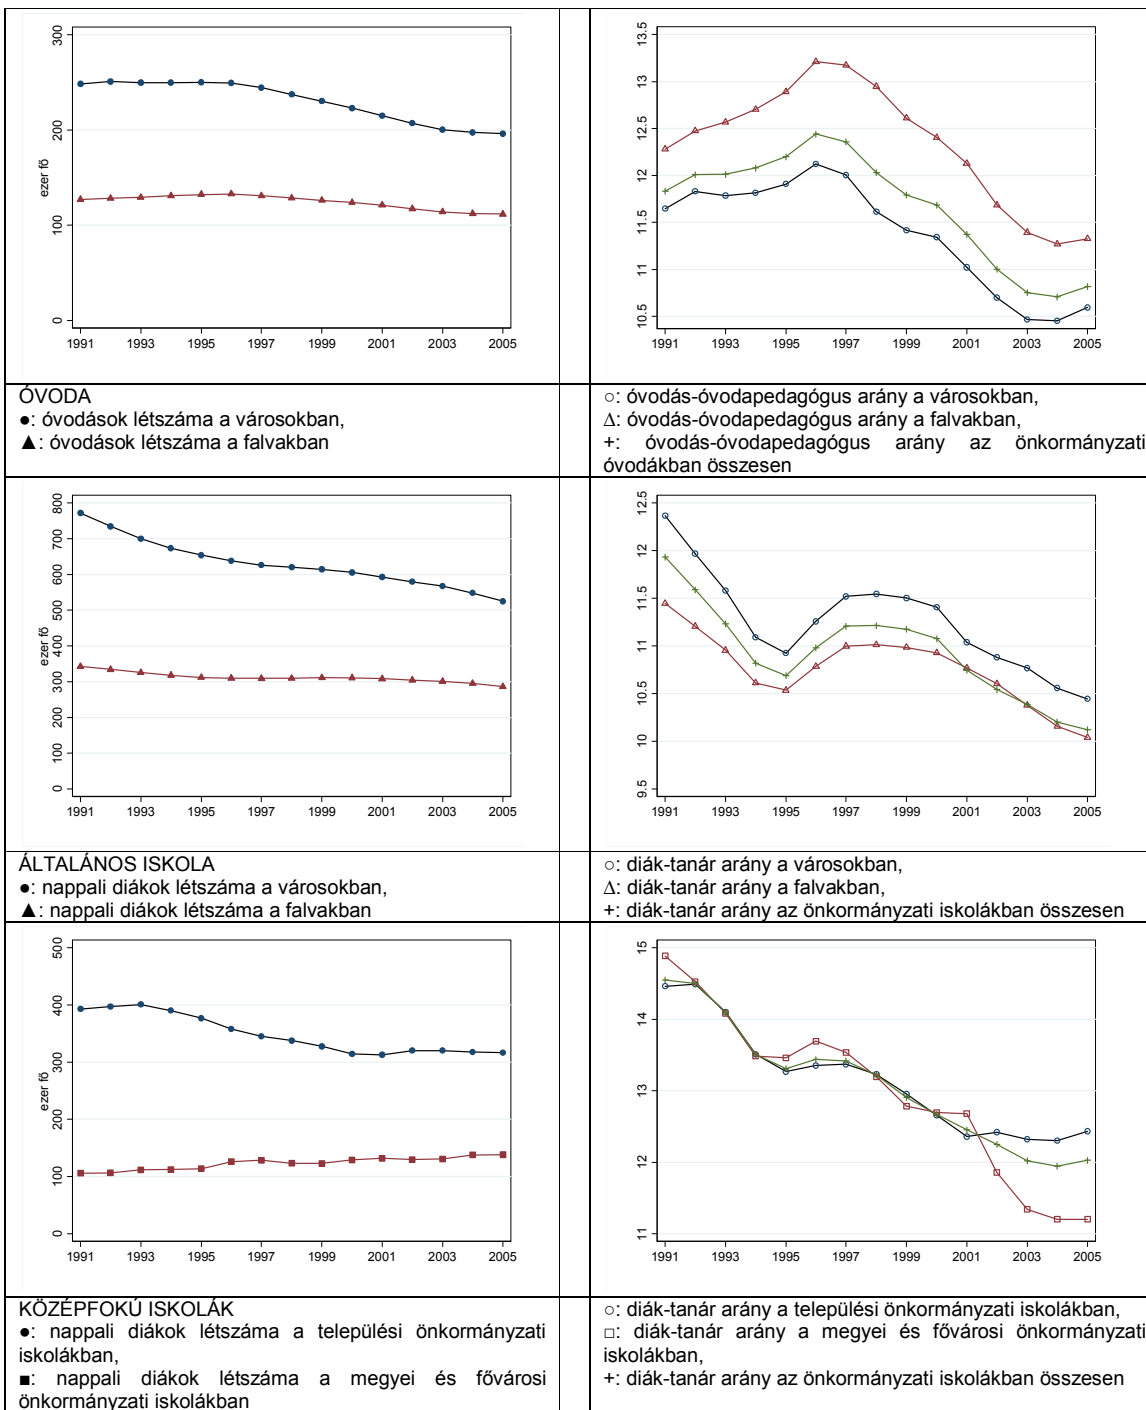 300
200
100
0
ezer fő
1991 1993 1995 1997 1999 2001 2003 2005
13.5
13
12.5
12
11.5
11
10.5
1991 1993 1995 1997 1999 2001 2003 2005
ÓVODA
●: óvodások létszáma a városokban,
▲: óvodások létszáma a falvakban
○: óvodás-óvodapedagógus arány a városokban,
∆: óvodás-óvodapedagógus arány a falvakban,
+: óvodás-óvodapedagógus arány az önkormányzati
óvodákban összesen
800
700
600
500
400
300
200
100
0
ezer fő
1991 1993 1995 1997 1999 2001 2003 2005
12.5
12
11.5
11
10.5
10
9.5
1991 1993 1995 1997 1999 2001 2003 2005
ÁLTALÁNOS ISKOLA
●: nappali diákok létszáma a városokban,
▲: nappali diákok létszáma a falvakban
○: diák-tanár arány a városokban,
∆: diák-tanár arány a falvakban,
+: diák-tanár arány az önkormányzati iskolákban összesen
500
400
300
200
100
0
ezer fő
1991 1993 1995 1997 1999 2001 2003 2005
15
14
13
12
11
1991 1993 1995 1997 1999 2001 2003 2005
KÖZÉPFOKÚ ISKOLÁK
●: nappali diákok létszáma a települési önkormányzati
iskolákban,
■: nappali diákok létszáma a megyei és fővárosi
önkormányzati iskolákban
○: diák-tanár arány a települési önkormányzati iskolákban,
□: diák-tanár arány a megyei és fővárosi önkormányzati
iskolákban,
+: diák-tanár arány az önkormányzati iskolákban összesen